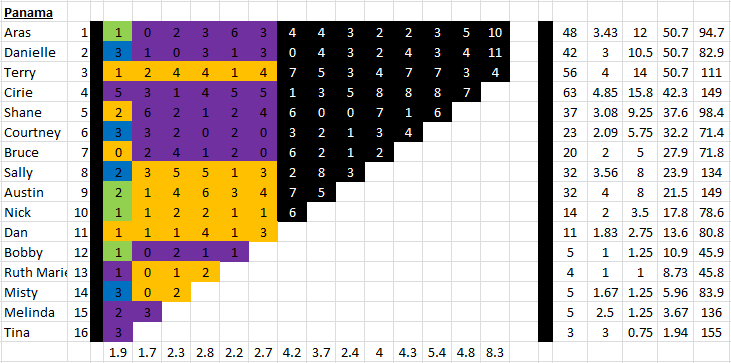 Panama
Aras 1 1 0 2 3 6 3 4 4 3 2 2 3 5 10 48 3.43 12 50.7 94.7
Danielle 2 3 1 0 3 1 3 0 4 3 2 4 3 4 11 42 3 10.5 50.7 82.9
Terry 3 1 2 4 4 1 4 7 5 3 4 7 7 3 4 56 4 14 50.7 111
Cirie 4 5 3 1 4 5 5 1 3 5 8 8 8 7 63 4.85 15.8 42.3 149
Shane 5 2 6 2 1 2 4 6 0 0 7 1 6 37 3.08 9.25 37.6 98.4
Courtney 6 3 3 2 0 2 0 3 2 1 3 4 23 2.09 5.75 32.2 71.4
Bruce 7 0 2 4 1 2 0 6 2 1 2 20 2 5 27.9 71.8
Sally 8 2 3 5 5 1 3 2 8 3 32 3.56 8 23.9 134
Austin 9 2 1 4 6 3 4 7 5 32 4 8 21.5 149
Nick 10 1 1 2 2 1 1 6 14 2 3.5 17.8 78.6
Dan 11 1 1 1 4 1 3 11 1.83 2.75 13.6 80.8
Bobby 12 1 0 2 1 1 5 1 1.25 10.9 45.9
Ruth Marie 13 1 0 1 2 4 1 1 8.73 45.8
Misty 14 3 0 2 5 1.67 1.25 5.96 83.9
Melinda 15 2 3 5 2.5 1.25 3.67 136
Tina 16 3 3 3 0.75 1.94 155
1.9 1.7 2.3 2.8 2.2 2.7 4.2 3.7 2.4 4 4.3 5.4 4.8 8.3